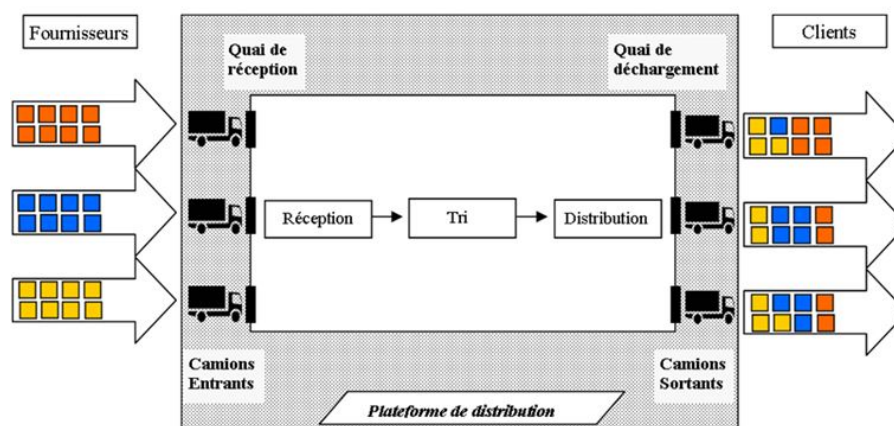 Fournisseurs
Quai de
réception
Quai de
déchargement
Clients
Réception
Tri
Distribution
Camions
Entrants
Camions
Sortants
Plateforme de distribution